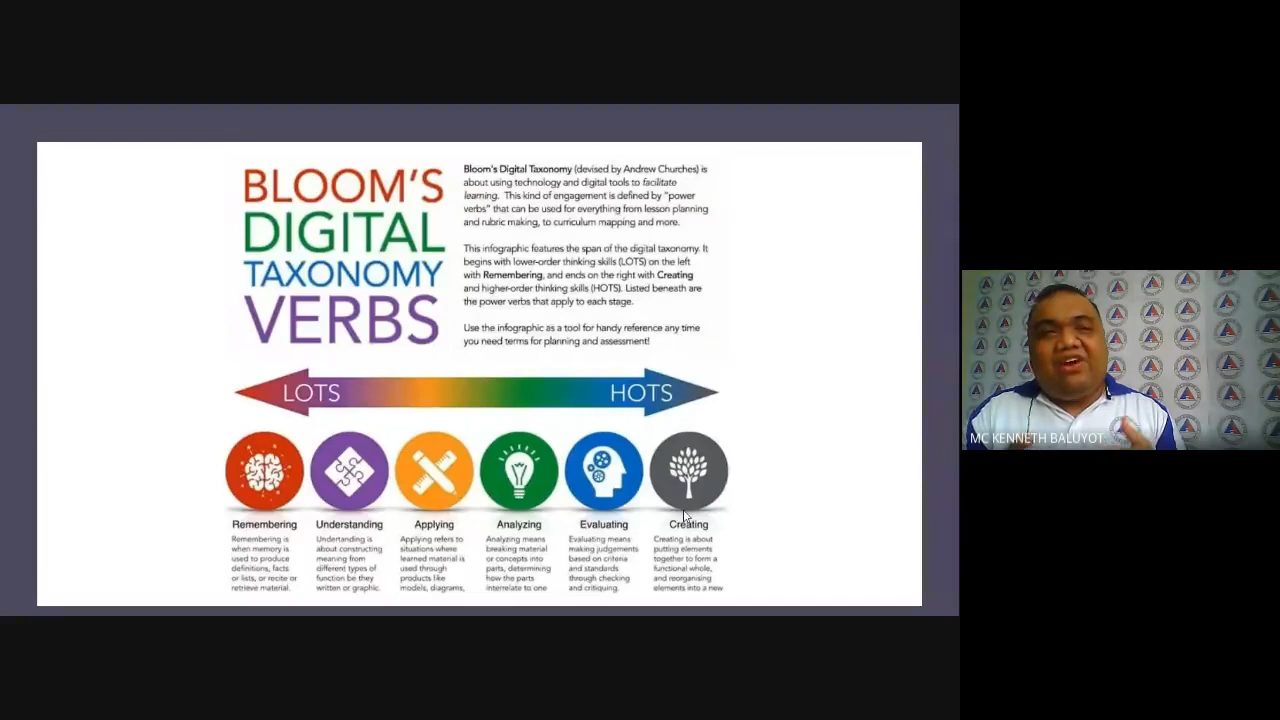 BLOOM'S
DIGITAL
TAXONOMY
VERBS
Bloom's Digital Taxonomy (devised by Andrew Churches) is
about using technology and digital tools to facilitate
learning. This kind of engagement is defined by "power
verbs" that can be used for everything from lesson planning
and rubric making, to curriculum mapping and more.
This infographic features the span of the digital taxonomy. It
begins with lower-order thinking skills (LOTS) on the left
with Remembering, and ends on the right with Creating
and higher-order thinking skills (HOTS). Listed beneath are
the power verbs that apply to each stage.
Use the infographic as a tool for handy reference any time
you need terms for planning and assessment!
LOTS
HOTS
Remembering
Remembering is
when memory is
used to produce
definitions, facts
or lists, or recite or
retrieve material.
Understanding
Undertanding is
about constructing
meaning from
different types of
function be they
written or graphic.
Applying
Applying refers to
situations where
learned material is
used through
products like
models, diagrams,
Analyzing
Analyzing means
breaking material
or concepts into
parts, determining
how the parts
interrelate to one
Evaluating
Evaluating means
making judgements
based on criteria
and standards
through checking
and critiquing.
Creating
Creating is about
putting elements
together to form a
functional whole,
and reorganising
elements into a new
MC KENNETH BALUYOT